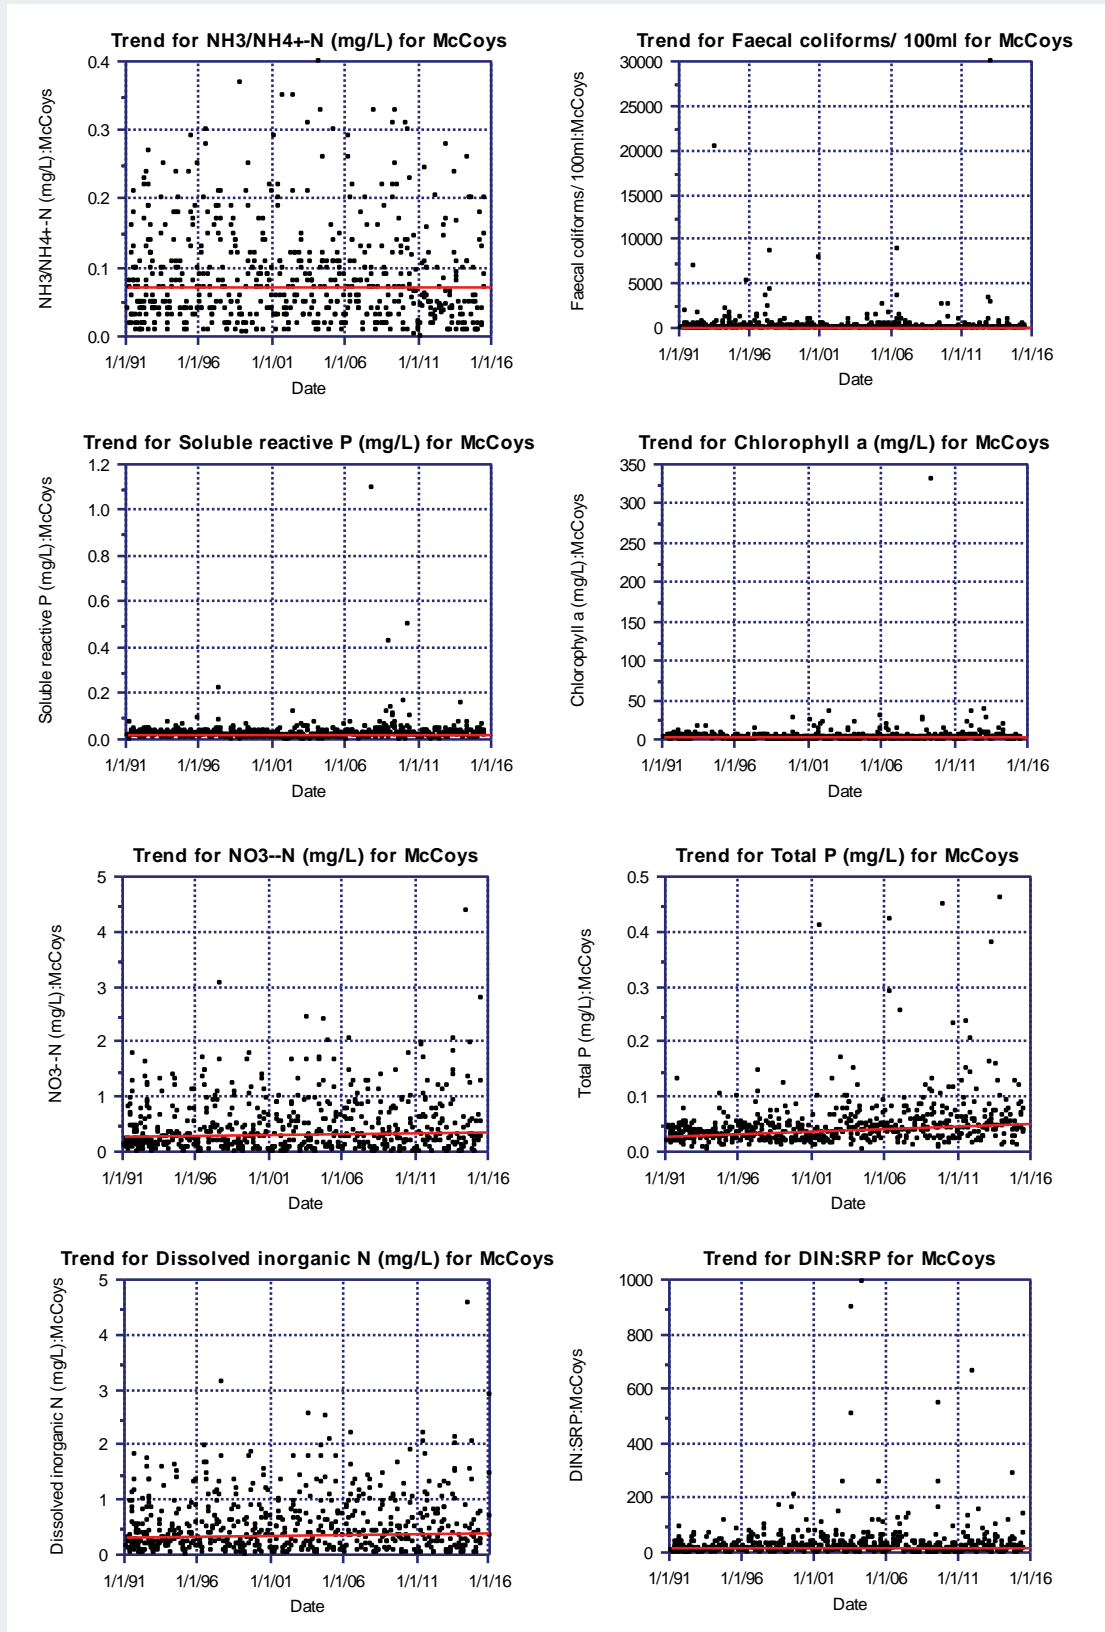 Trend for NH3/NH4+-N (mg/L) for McCoys
NH3/NH4+-N (mg/L):McCoys
0.4
0.3
0.2
0.1
0.0
1/1/91 1/1/96 1/1/01 1/1/06 1/1/11 1/1/16
Date
Trend for Faecal coliforms/ 100ml for McCoys
Faecal coliforms/ 100ml:McCoys
30000
25000
20000
15000
10000
5000
0
1/1/91 1/1/96 1/1/01 1/1/06 1/1/11 1/1/16
Date
Trend for Soluble reactive P (mg/L) for McCoys
Soluble reactive P (mg/L):McCoys
1.2
1.0
0.8
0.6
0.4
0.2
0.0
1/1/91 1/1/96 1/1/01 1/1/06 1/1/11 1/1/16
Date
Trend for Chlorophyll a (mg/L) for McCoys
Chlorophyll a (mg/L):McCoys
350
300
250
200
150
100
50
0
1/1/91 1/1/96 1/1/01 1/1/06 1/1/11 1/1/16
Date
Trend for NO3--N (mg/L) for McCoys
NO3--N (mg/L):McCoys
5
4
3
2
1
0
1/1/91 1/1/96 1/1/01 1/1/06 1/1/11 1/1/16
Date
Trend for Total P (mg/L) for McCoys
Total P (mg/L):McCoys
0.5
0.4
0.3
0.2
0.1
0.0
1/1/91 1/1/96 1/1/01 1/1/06 1/1/11 1/1/16
Date
Trend for Dissolved inorganic N (mg/L) for McCoys
Dissolved inorganic N (mg/L):McCoys
5
4
3
2
1
0
1/1/91 1/1/96 1/1/01 1/1/06 1/1/11 1/1/16
Date
Trend for DIN:SRP for McCoys
DIN:SRP:McCoys
1000
800
600
400
200
0
1/1/91 1/1/96 1/1/01 1/1/06 1/1/11 1/1/16
Date